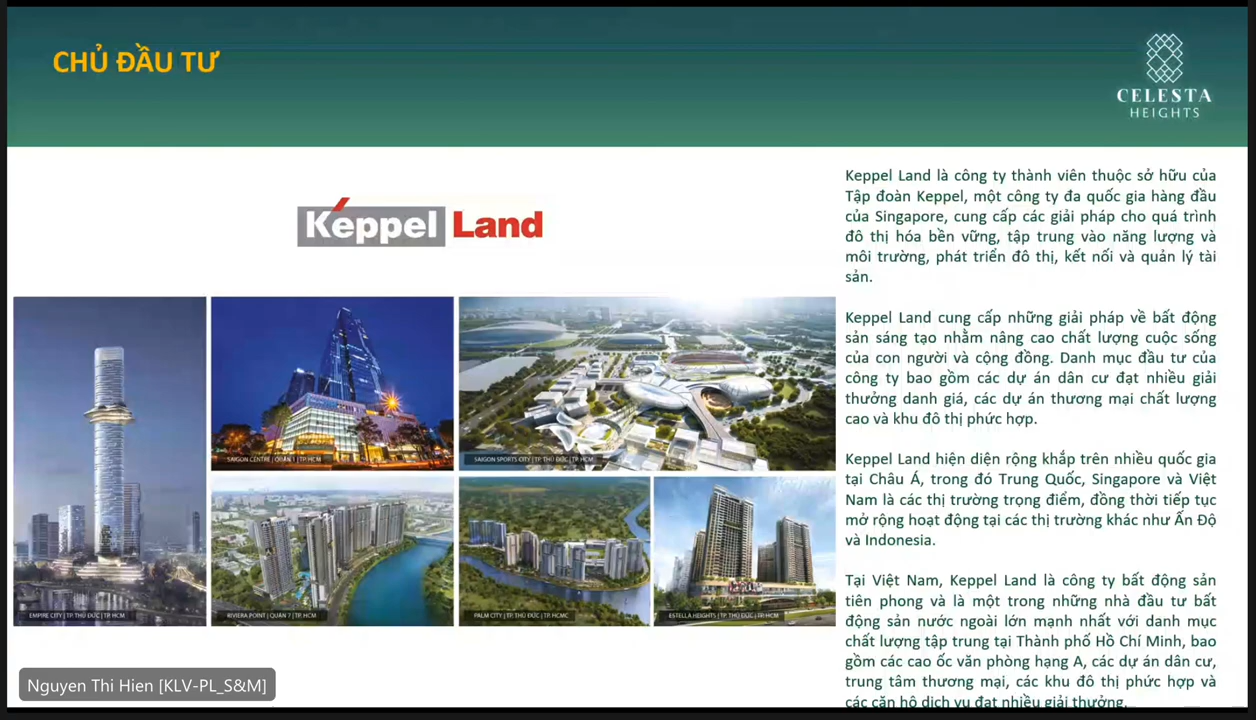 CHỦ ĐẦU TƯ
CELESTA
HEIGHTS
Keppel Land
Keppel Land là công ty thành viên thuộc sở hữu của
Tập đoàn Keppel, một công ty đa quốc gia hàng đầu
của Singapore, cung cấp các giải pháp cho quá trình
đô thị hóa bền vững, tập trung vào năng lượng và
môi trường, phát triển đô thị, kết nối và quản lý tài
sản.
Keppel Land cung cấp những giải pháp về bất động
sản sáng tạo nhằm nâng cao chất lượng cuộc sống
của con người và cộng đồng. Danh mục đầu tư của
công ty bao gồm các dự án dân cư đạt nhiều giải
thưởng danh giá, các dự án thương mại chất lượng
cao và khu đô thị phức hợp.
Keppel Land hiện diện rộng khắp trên nhiều quốc gia
tại Châu Á, trong đó Trung Quốc, Singapore và Việt
Nam là các thị trường trọng điểm, đồng thời tiếp tục
mở rộng hoạt động tại các thị trường khác như Ấn Độ
và Indonesia.
Tại Việt Nam, Keppel Land là công ty bất động sản
tiên phong và là một trong những nhà đầu tư bất
động sản nước ngoài lớn mạnh nhất với danh mục
chất lượng tập trung tại Thành phố Hồ Chí Minh, bao
gồm các cao ốc văn phòng hạng A, các dự án dân cư,
trung tâm thương mại, các khu đô thị phức hợp và
các căn hộ dịch vụ đạt nhiều giải thưởng.
SAIGON CENTRE | QUẬN 1 | TP. HCM
SAIGON SPORTS CITY | TP. THỦ ĐỨC | TP. HCM
EMPIRE CITY | TP. THỦ ĐỨC | TP. HCM
RIVIERA POINT | QUẬN 7 | TP. HCM
PALM CITY | TP. THỦ ĐỨC | TP. HCMC
ESTELLA HEIGHTS | TP. THỦ ĐỨC | TP. HCM
Nguyen Thi Hien [KLV-PL_S&M]